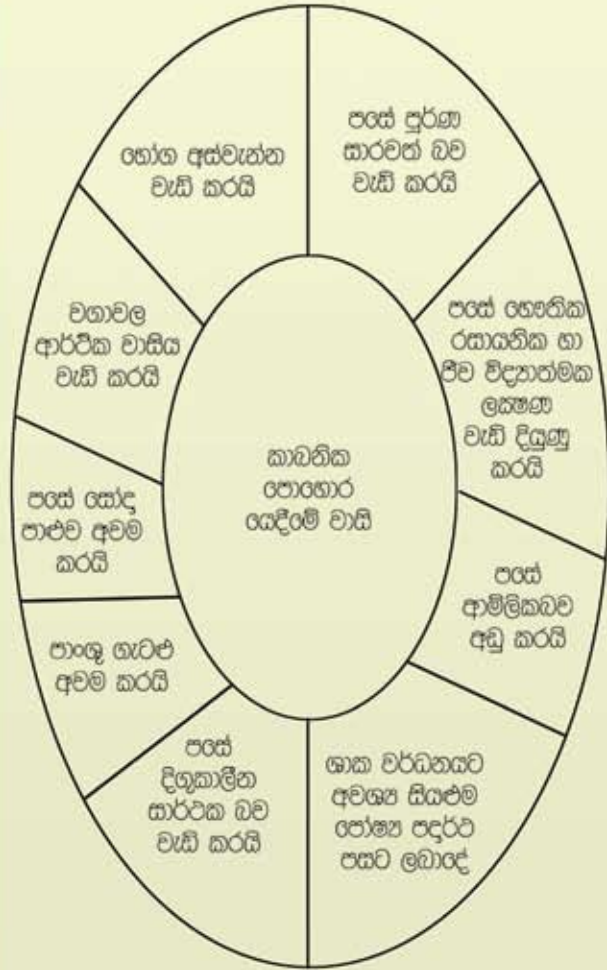 කාබනික
පොහොර
යෙදීමේ වාසි
පසේ පුර්ණ
සාරවත් බව
වැඩි කරයි
පසේ භෞතික
රසායනික හා
ජීව විද්‍යාත්මක
ලක්‍ෂණ
වැඩි දියුණු
කරයි
පසේ
ආම්ලිකබව
අඩු කරයි
ශාක වර්ධනයට
අවශ්‍ය සියළුම
පෝෂ්‍ය පදාර්ථ
පසට ලබාදේ
පසේ
දිගුකාලීන
සාර්ථක බව
වැඩි කරයි
පාංශු ගැටළු
අවම කරයි
පසේ සෝදා
පාළුව අවම
කරයි
වගාවල
ආර්ථික වාසිය
වැඩි කරයි
භෝග අස්වැන්න
වැඩි කරයි